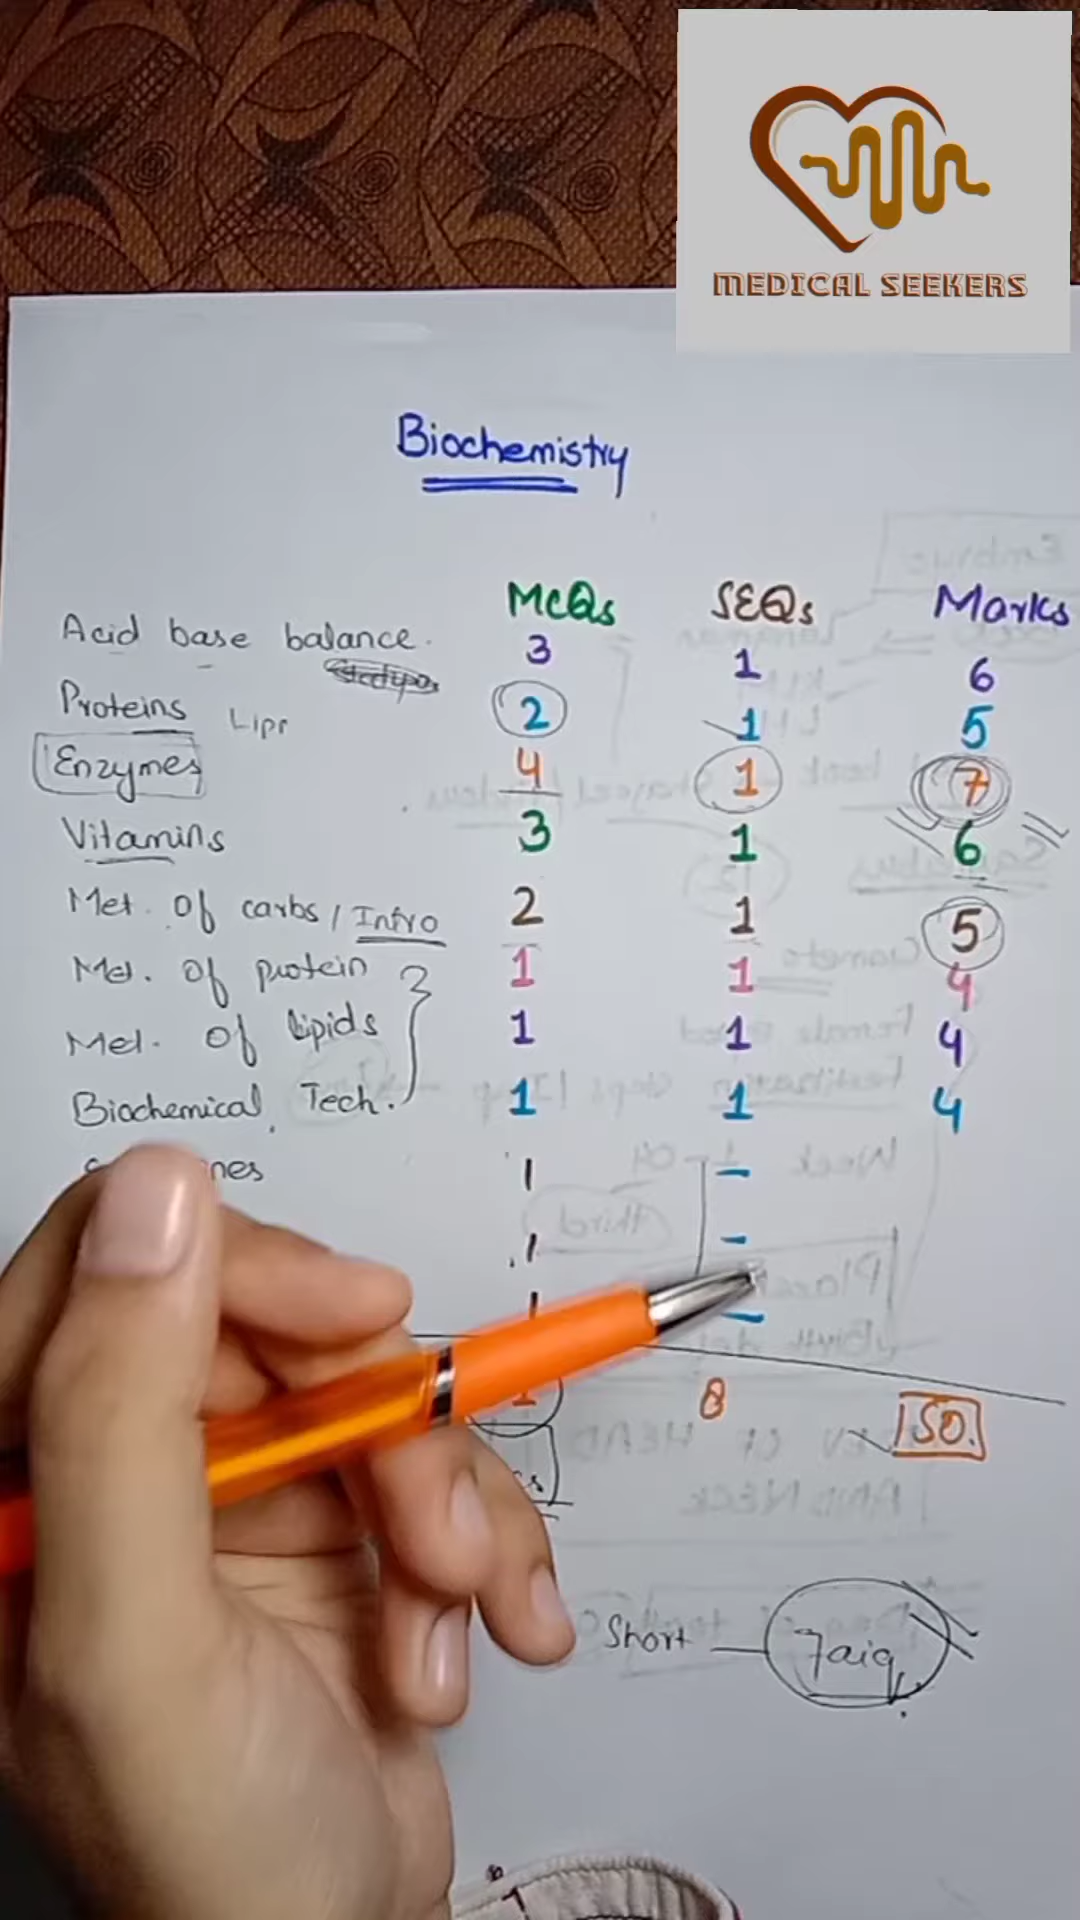 MEDICAL SEEKERS
Biochemistry
MCQs SEQs Marks
Acid base balance. 3 1 6
Proteins Lipr 2 1 5
Enzymes 4 1 7
Vitamins 3 1 6
Met. Of carbs / Intro 2 1 5
Met. Of protein 1 1 4
Met. Of lipids 1 1 4
Biochemical Tech. 1 1 4
1 -
1 -
1 -
8 50.
Short — Faiq